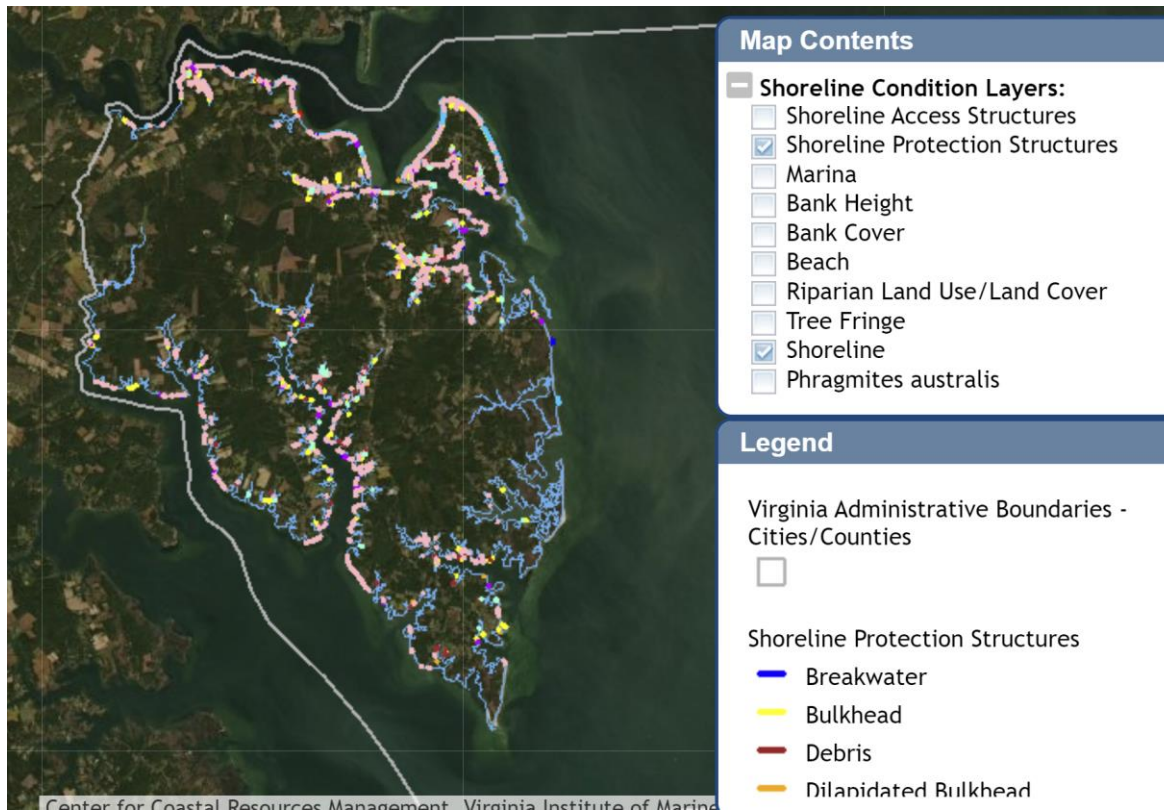 Map Contents
Shoreline Condition Layers:
Shoreline Access Structures
Shoreline Protection Structures
Marina
Bank Height
Bank Cover
Beach
Riparian Land Use/Land Cover
Tree Fringe
Shoreline
Phragmites australis
Legend
Virginia Administrative Boundaries -
Cities/Counties
Shoreline Protection Structures
Breakwater
Bulkhead
Debris
Dilapidated Bulkhead
Center for Coastal Resources Management, Virginia Institute of Marine